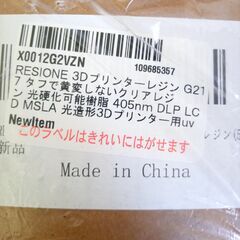 X0012G2VZN
109685357
RESIONE 3Dプリンターレジン G21
7 タフで黄変しないクリアレジ
ン 光硬化可能樹脂 405nm DLP LC
D MSLA 光造形3Dプリンター用uv
NewItem
このラベルはきれいにはがせます
新品
Made in China